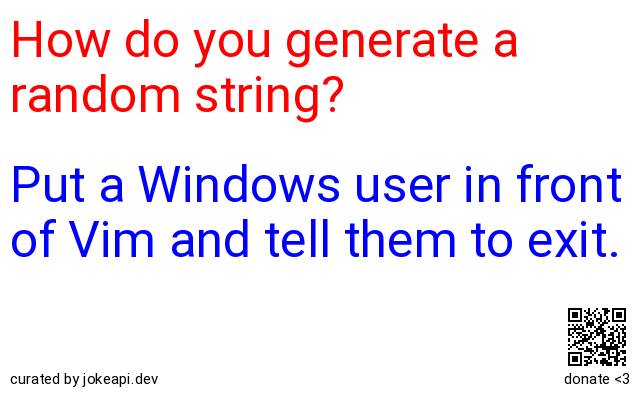 How do you generate a
random string?
Put a Windows user in front
of Vim and tell them to exit.
curated by jokeapi.dev
donate <3